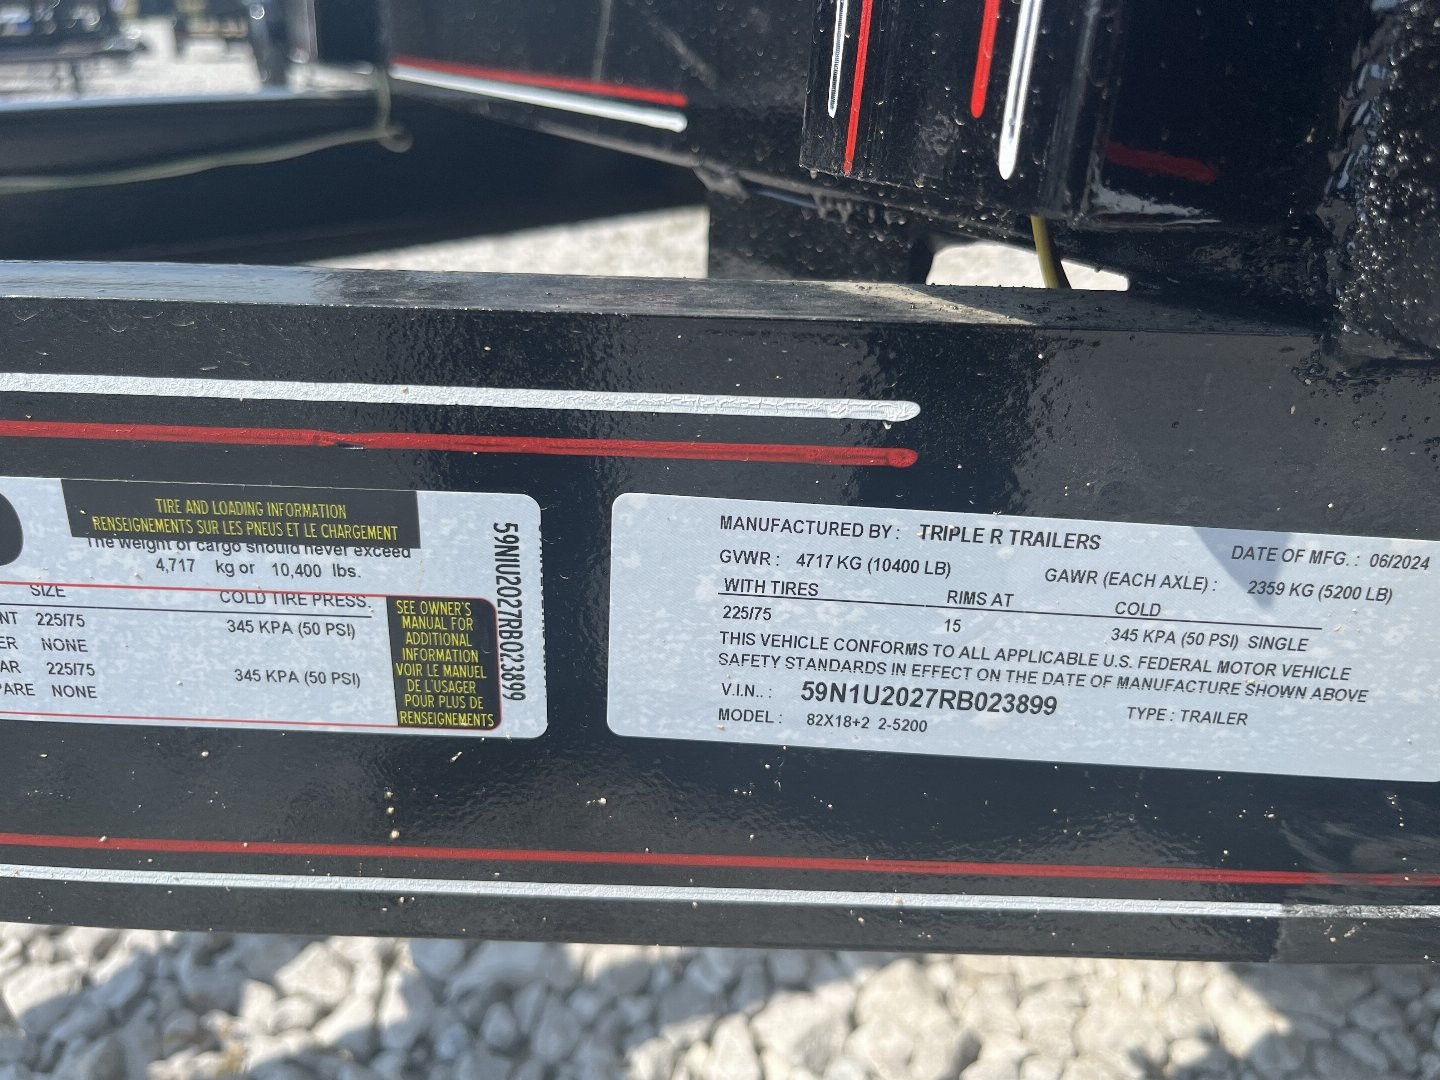 TIRE AND LOADING INFORMATION
RENSEIGNEMENTS SUR LES PNEUS ET LE CHARGEMENT
The weight of cargo should never exceed
4,717 kg or 10,400 lbs.
SIZE COLD TIRE PRESS.
225/75 345 KPA (50 PSI)
NONE
225/75 345 KPA (50 PSI)
NONE
SEE OWNER'S
MANUAL FOR
ADDITIONAL
INFORMATION
VOIR LE MANUEL
DE L'USAGER
POUR PLUS DE
RENSEIGNEMENTS
59N1U2027RB023899
MANUFACTURED BY : TRIPLE R TRAILERS
DATE OF MFG. : 06/2024
GVWR : 4717 KG (10400 LB)
GAWR (EACH AXLE) : 2359 KG (5200 LB)
WITH TIRES RIMS AT COLD
225/75 15 345 KPA (50 PSI) SINGLE
THIS VEHICLE CONFORMS TO ALL APPLICABLE U.S. FEDERAL MOTOR VEHICLE
SAFETY STANDARDS IN EFFECT ON THE DATE OF MANUFACTURE SHOWN ABOVE
V.I.N.. : 59N1U2027RB023899
TYPE : TRAILER
MODEL : 82X18+2 2-5200